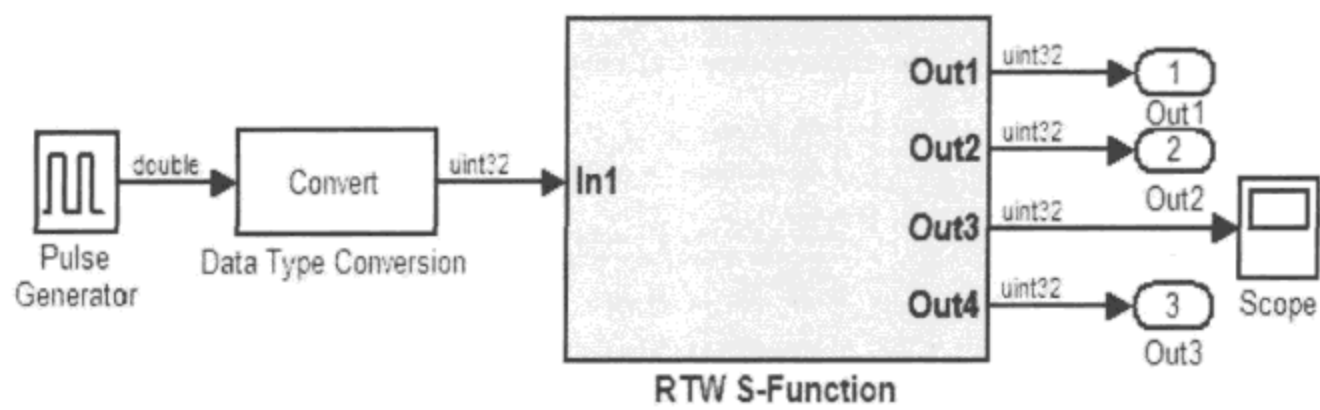 Pulse
Generator
double
Convert
Data Type Conversion
uint32
In1
Out1
Out2
Out3
Out4
RTW S-Function
uint32
1
Out1
uint32
2
Out2
uint32
Scope
uint32
3
Out3